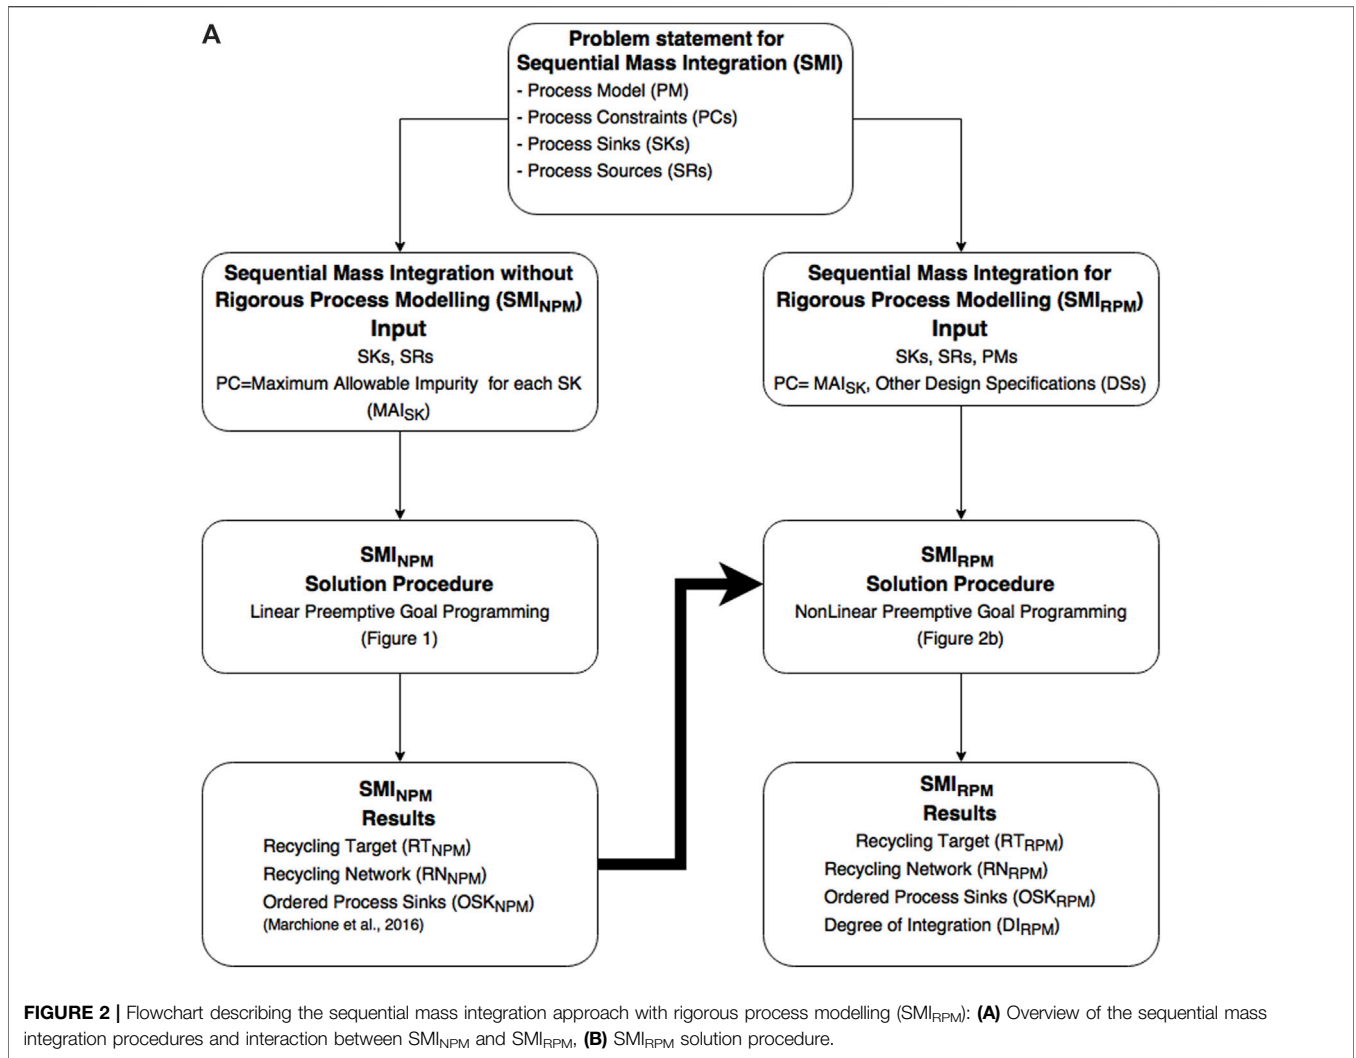 A
Problem statement for
Sequential Mass Integration (SMI)
- Process Model (PM)
- Process Constraints (PCs)
- Process Sinks (SKs)
- Process Sources (SRs)
Sequential Mass Integration without
Rigorous Process Modelling (SMINPM)
Input
SKs, SRs
PC=Maximum Allowable Impurity for each SK
(MAISK)
Sequential Mass Integration for
Rigorous Process Modelling (SMIRPM)
Input
SKs, SRs, PMs
PC= MAISK, Other Design Specifications (DSs)
SMINPM
Solution Procedure
Linear Preemptive Goal Programming
(Figure 1)
SMIRPM
Solution Procedure
NonLinear Preemptive Goal Programming
(Figure 2b)
SMINPM
Results
Recycling Target (RTNPM)
Recycling Network (RNNPM)
Ordered Process Sinks (OSKNPM)
(Marchione et al., 2016)
SMIRPM
Results
Recycling Target (RTRPM)
Recycling Network (RNRPM)
Ordered Process Sinks (OSKRPM)
Degree of Integration (DIRPM)
FIGURE 2 | Flowchart describing the sequential mass integration approach with rigorous process modelling (SMIRPM): (A) Overview of the sequential mass
integration procedures and interaction between SMINPM and SMIRPM, (B) SMIRPM solution procedure.